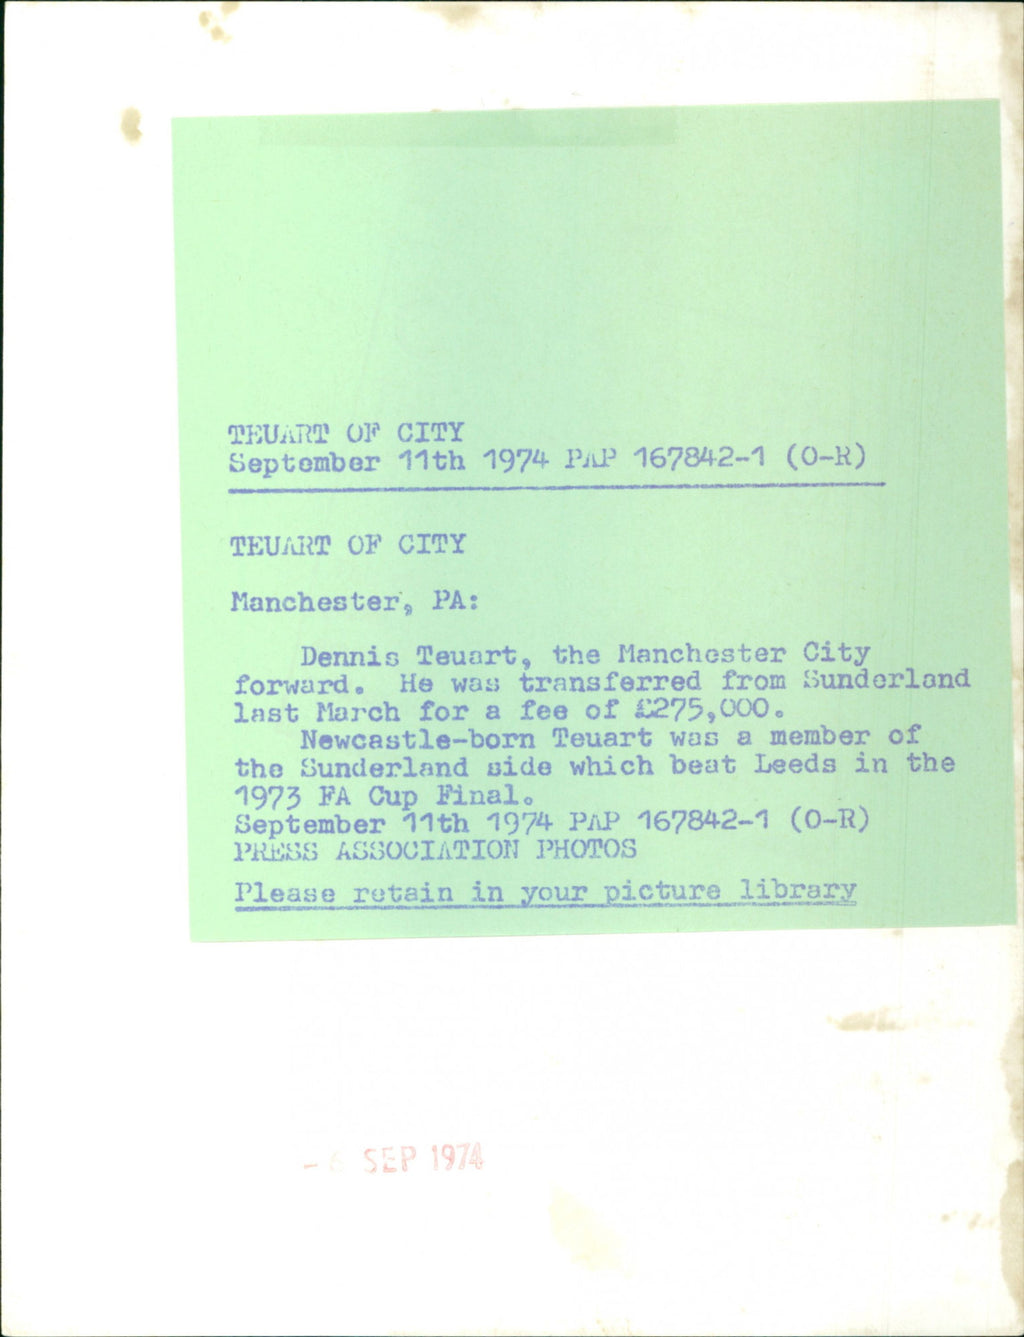 TEUART OF CITY
September 11th 1974 PAP 167842-1 (O-R)
TEUART OF CITY
Manchester, PA:
Dennis Teuart, the Manchester City
forward. He was transferred from Sunderland
last March for a fee of £275,000.
Newcastle-born Teuart was a member of
the Sunderland side which beat Leeds in the
1973 FA Cup Final.
September 11th 1974 PAP 167842-1 (O-R)
PRESS ASSOCIATION PHOTOS
Please retain in your picture library
SEP 1974